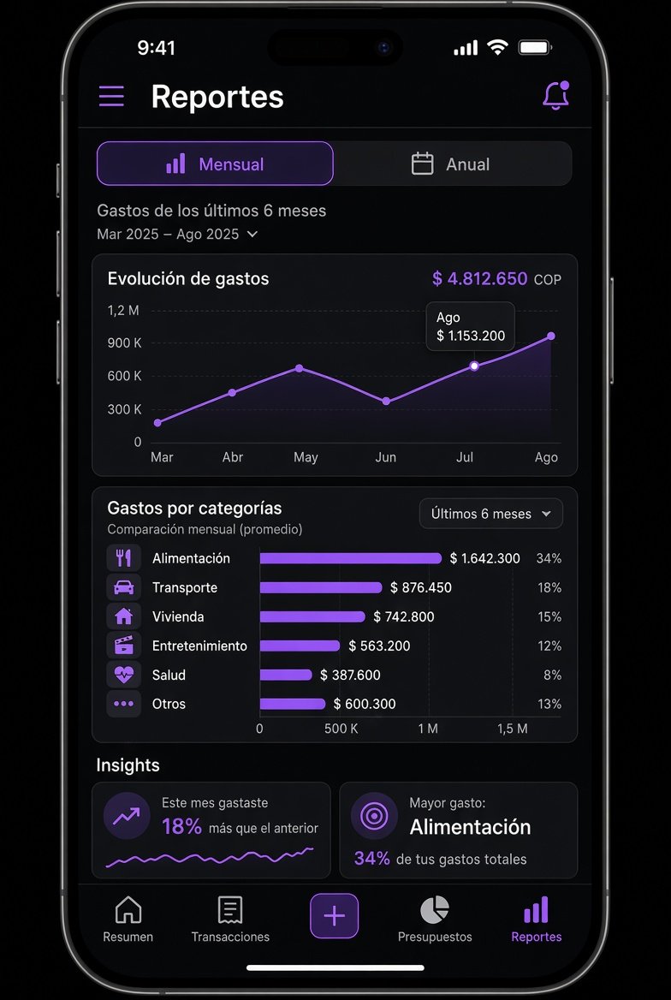 9:41
Reportes
Mensual
Anual
Gastos de los últimos 6 meses
Mar 2025 – Ago 2025
Evolución de gastos
$ 4.812.650 COP
1,2 M
900 K
600 K
300 K
0
Ago
$ 1.153.200
Mar Abr May Jun Jul Ago
Gastos por categorías
Comparación mensual (promedio)
Últimos 6 meses
Alimentación $ 1.642.300 34%
Transporte $ 876.450 18%
Vivienda $ 742.800 15%
Entretenimiento $ 563.200 12%
Salud $ 387.600 8%
Otros $ 600.300 13%
0 500 K 1 M 1,5 M
Insights
Este mes gastaste
18% más que el anterior
Mayor gasto:
Alimentación
34% de tus gastos totales
Resumen Transacciones Presupuestos Reportes